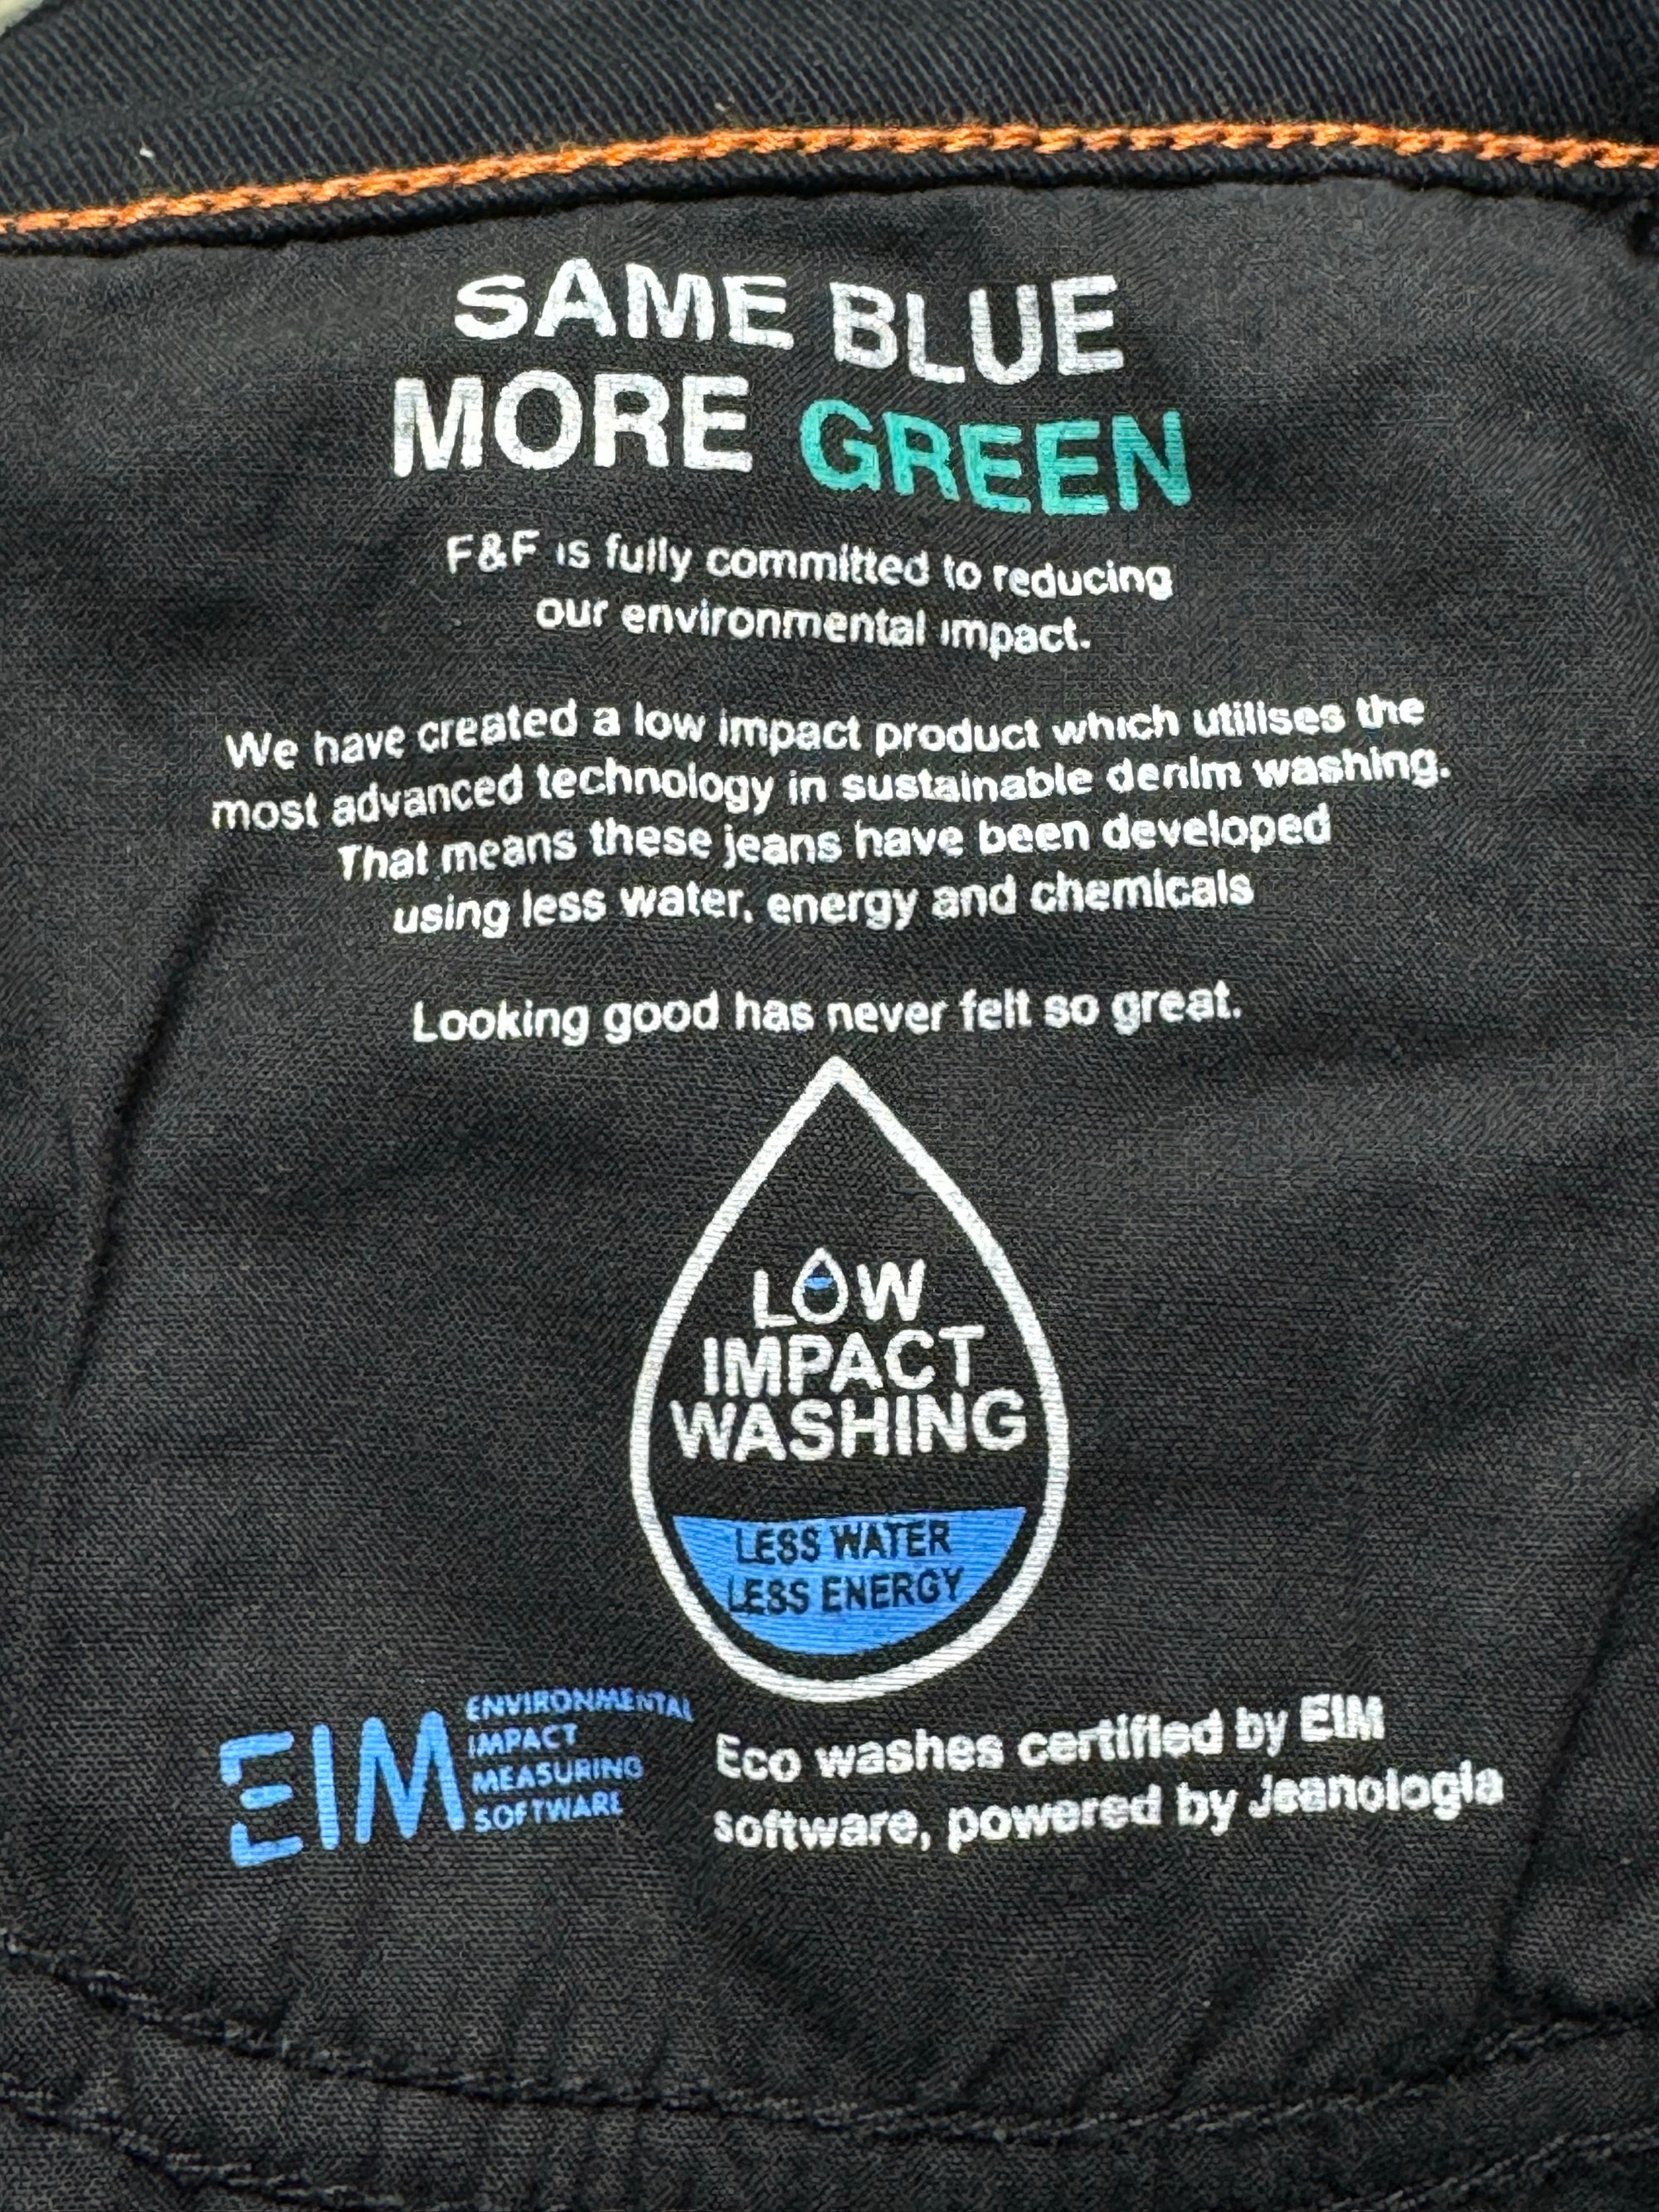 SAME BLUE
MORE GREEN
F&F is fully committed to reducing
our environmental impact.
We have created a low impact product which utilises the
most advanced technology in sustainable denim washing.
That means these jeans have been developed
using less water, energy and chemicals
Looking good has never felt so great.
LOW
IMPACT
WASHING
LESS WATER
LESS ENERGY
EIM
ENVIRONMENTAL
IMPACT
MEASURING
SOFTWARE
Eco washes certified by EIM
software, powered by Jeanologia